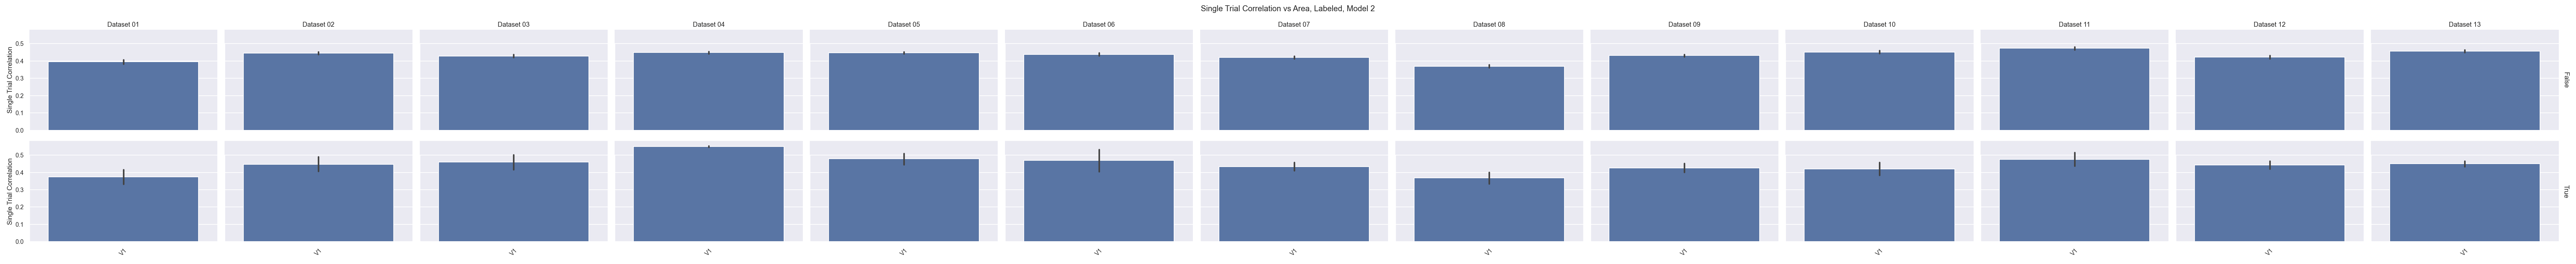 Single Trial Correlation vs Area, Labeled, Model 2
Dataset 01 Dataset 02 Dataset 03 Dataset 04 Dataset 05 Dataset 06 Dataset 07 Dataset 08 Dataset 09 Dataset 10 Dataset 11 Dataset 12 Dataset 13
Single Trial Correlation
0.5
0.4
0.3
0.2
0.1
0.0
False
Single Trial Correlation
0.5
0.4
0.3
0.2
0.1
0.0
True
V1 V1 V1 V1 V1 V1 V1 V1 V1 V1 V1 V1 V1